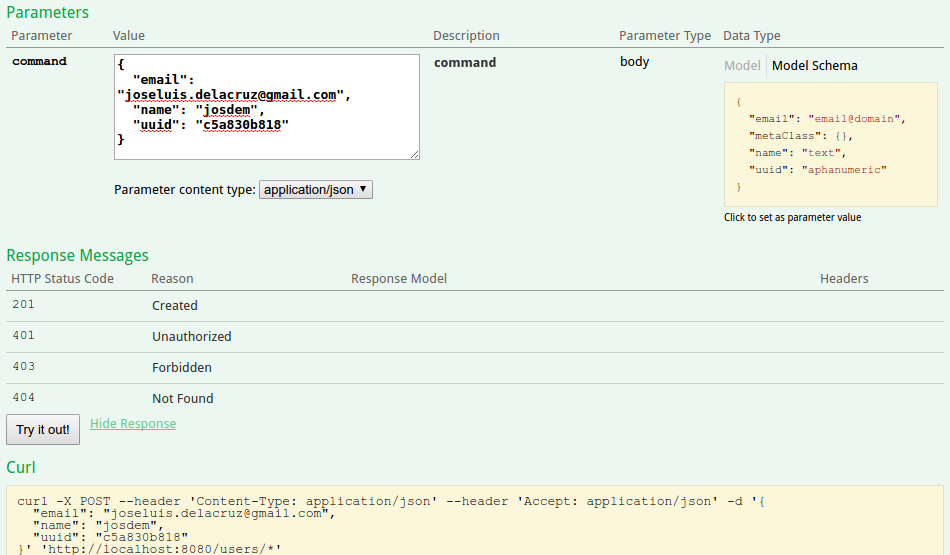 Parameters
Parameter Value Description Parameter Type Data Type
command
{
"email":
"joseluis.delacruz@gmail.com",
"name": "josdem",
"uuid": "c5a830b818"
}
command
body
Model Model Schema
{
"email": "email@domain",
"metaClass": {},
"name": "text",
"uuid": "aphanumeric"
}
Parameter content type: application/json
Click to set as parameter value
Response Messages
HTTP Status Code Reason Response Model Headers
201 Created
401 Unauthorized
403 Forbidden
404 Not Found
Try it out! Hide Response
Curl
curl -X POST --header 'Content-Type: application/json' --header 'Accept: application/json' -d '{
"email": "joseluis.delacruz@gmail.com",
"name": "josdem",
"uuid": "c5a830b818"
}' 'http://localhost:8080/users/*'